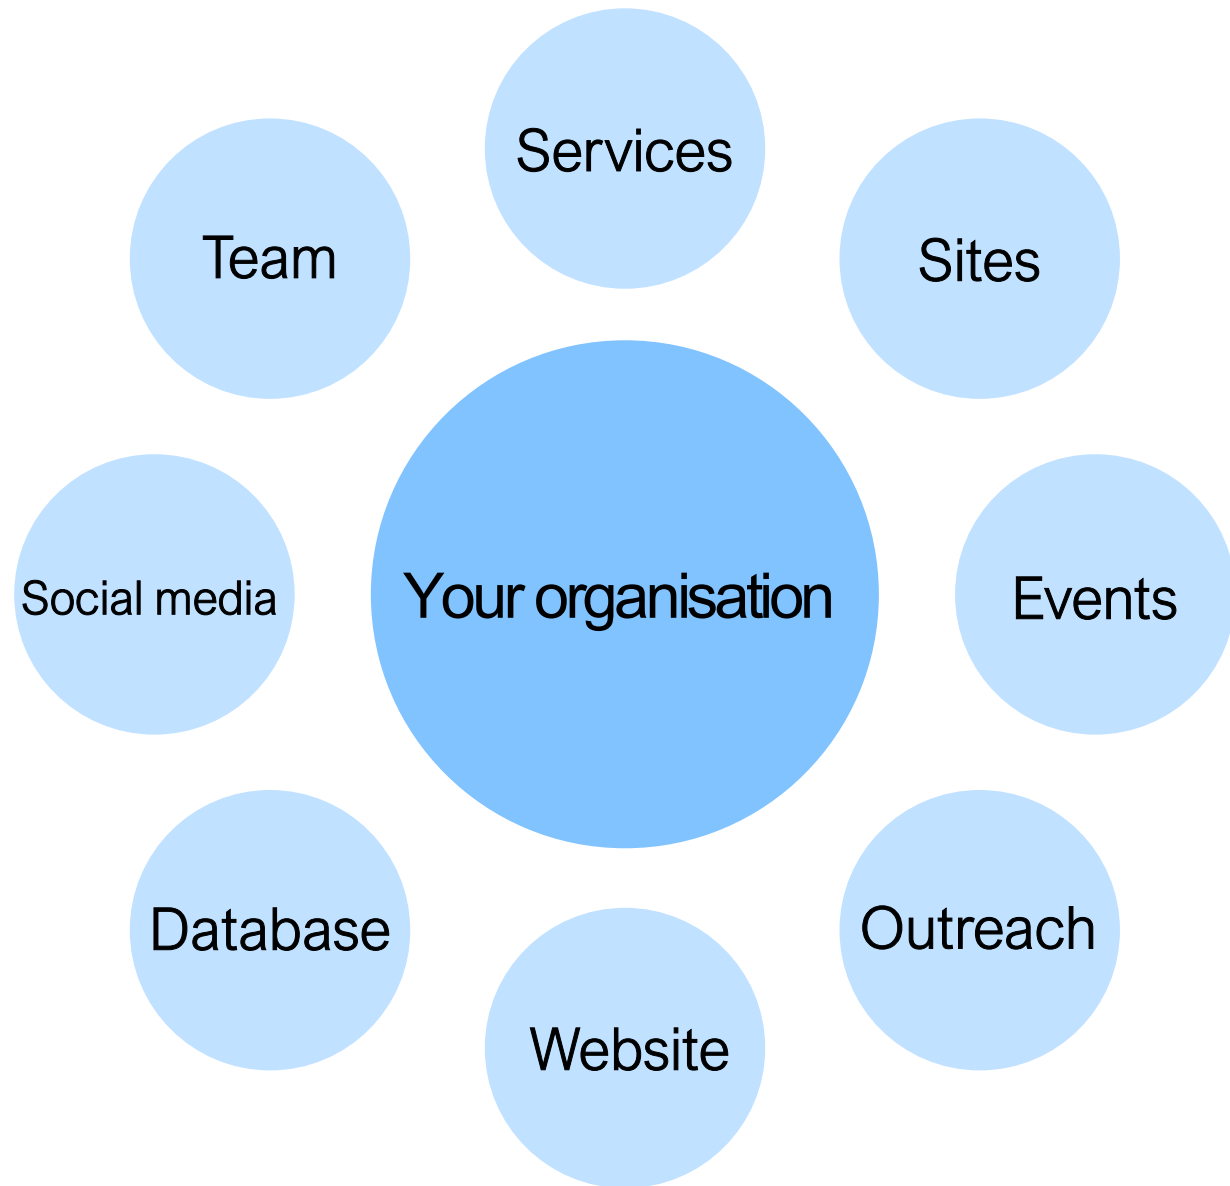 Services
Team
Sites
Social media
Your organisation
Events
Database
Outreach
Website